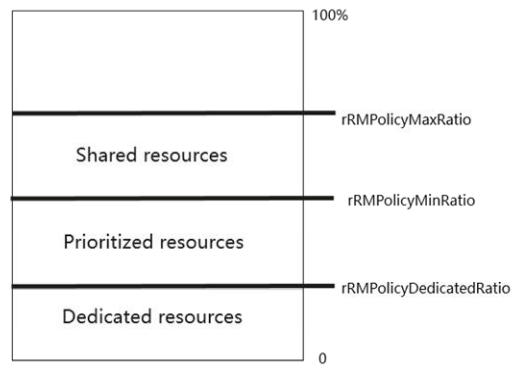 100%
rRMPolicyMaxRatio
Shared resources
rRMPolicyMinRatio
Prioritized resources
rRMPolicyDedicatedRatio
Dedicated resources
0